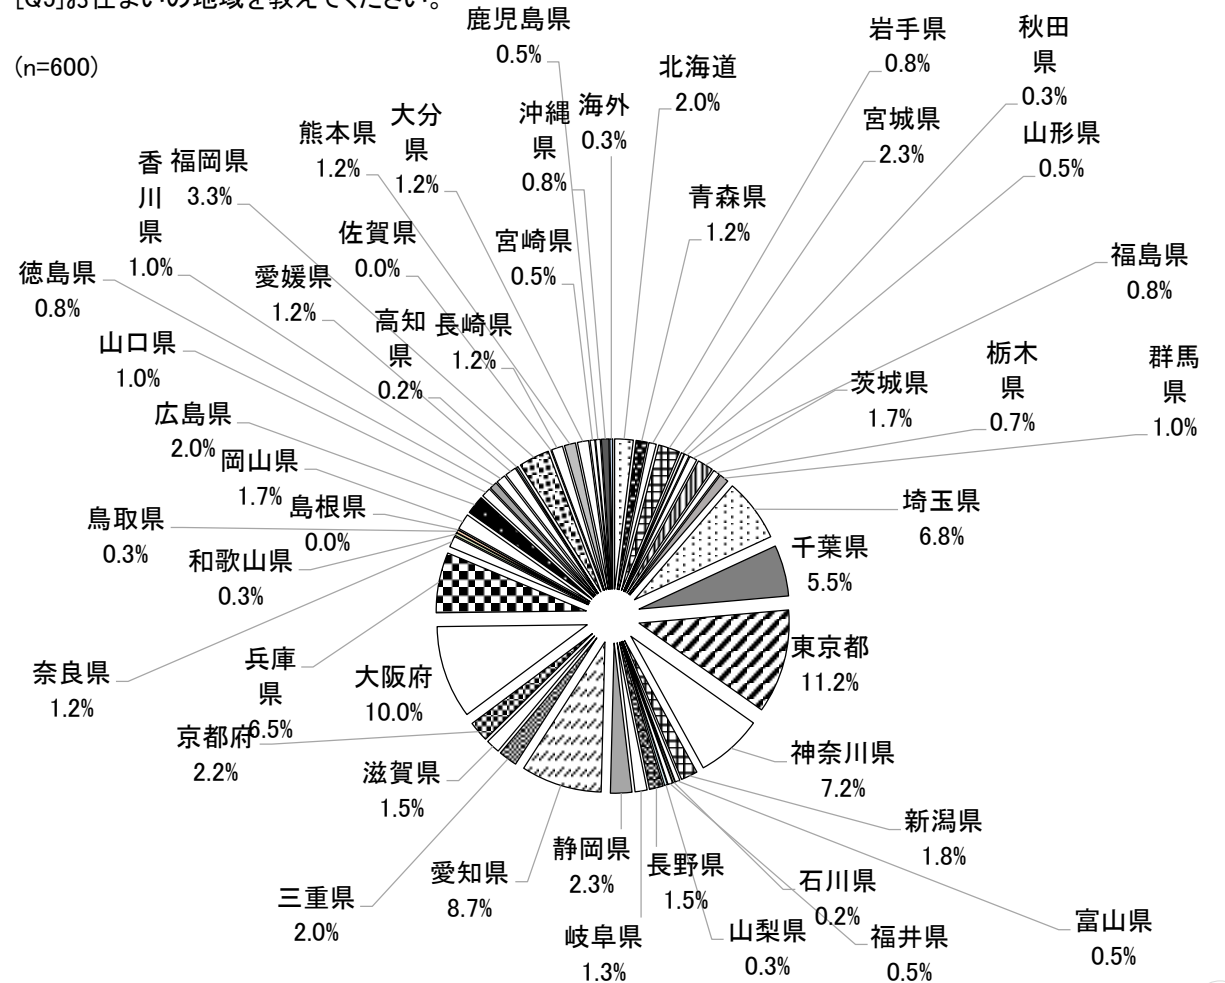 [Q5]お住まいの地域を教えてください。
(n=600)
北海道
2.0%
青森県
1.2%
岩手県
0.8%
宮城県
2.3%
秋田
県
0.3%
山形県
0.5%
福島県
0.8%
茨城県
1.7%
栃木
県
0.7%
群馬
県
1.0%
埼玉県
6.8%
千葉県
5.5%
東京都
11.2%
神奈川県
7.2%
新潟県
1.8%
富山県
0.5%
石川県
0.2%
福井県
0.5%
山梨県
0.3%
長野県
1.5%
岐阜県
1.3%
静岡県
2.3%
愛知県
8.7%
三重県
2.0%
滋賀県
1.5%
京都府
2.2%
大阪府
10.0%
兵庫
県
6.5%
奈良県
1.2%
和歌山県
0.3%
鳥取県
0.3%
島根県
0.0%
岡山県
1.7%
広島県
2.0%
山口県
1.0%
徳島県
0.8%
香
川
県
1.0%
愛媛県
1.2%
高知
県
0.2%
福岡県
3.3%
佐賀県
0.0%
長崎県
1.2%
熊本県
1.2%
大分
県
1.2%
宮崎県
0.5%
鹿児島県
0.5%
沖縄
県
0.8%
海外
0.3%